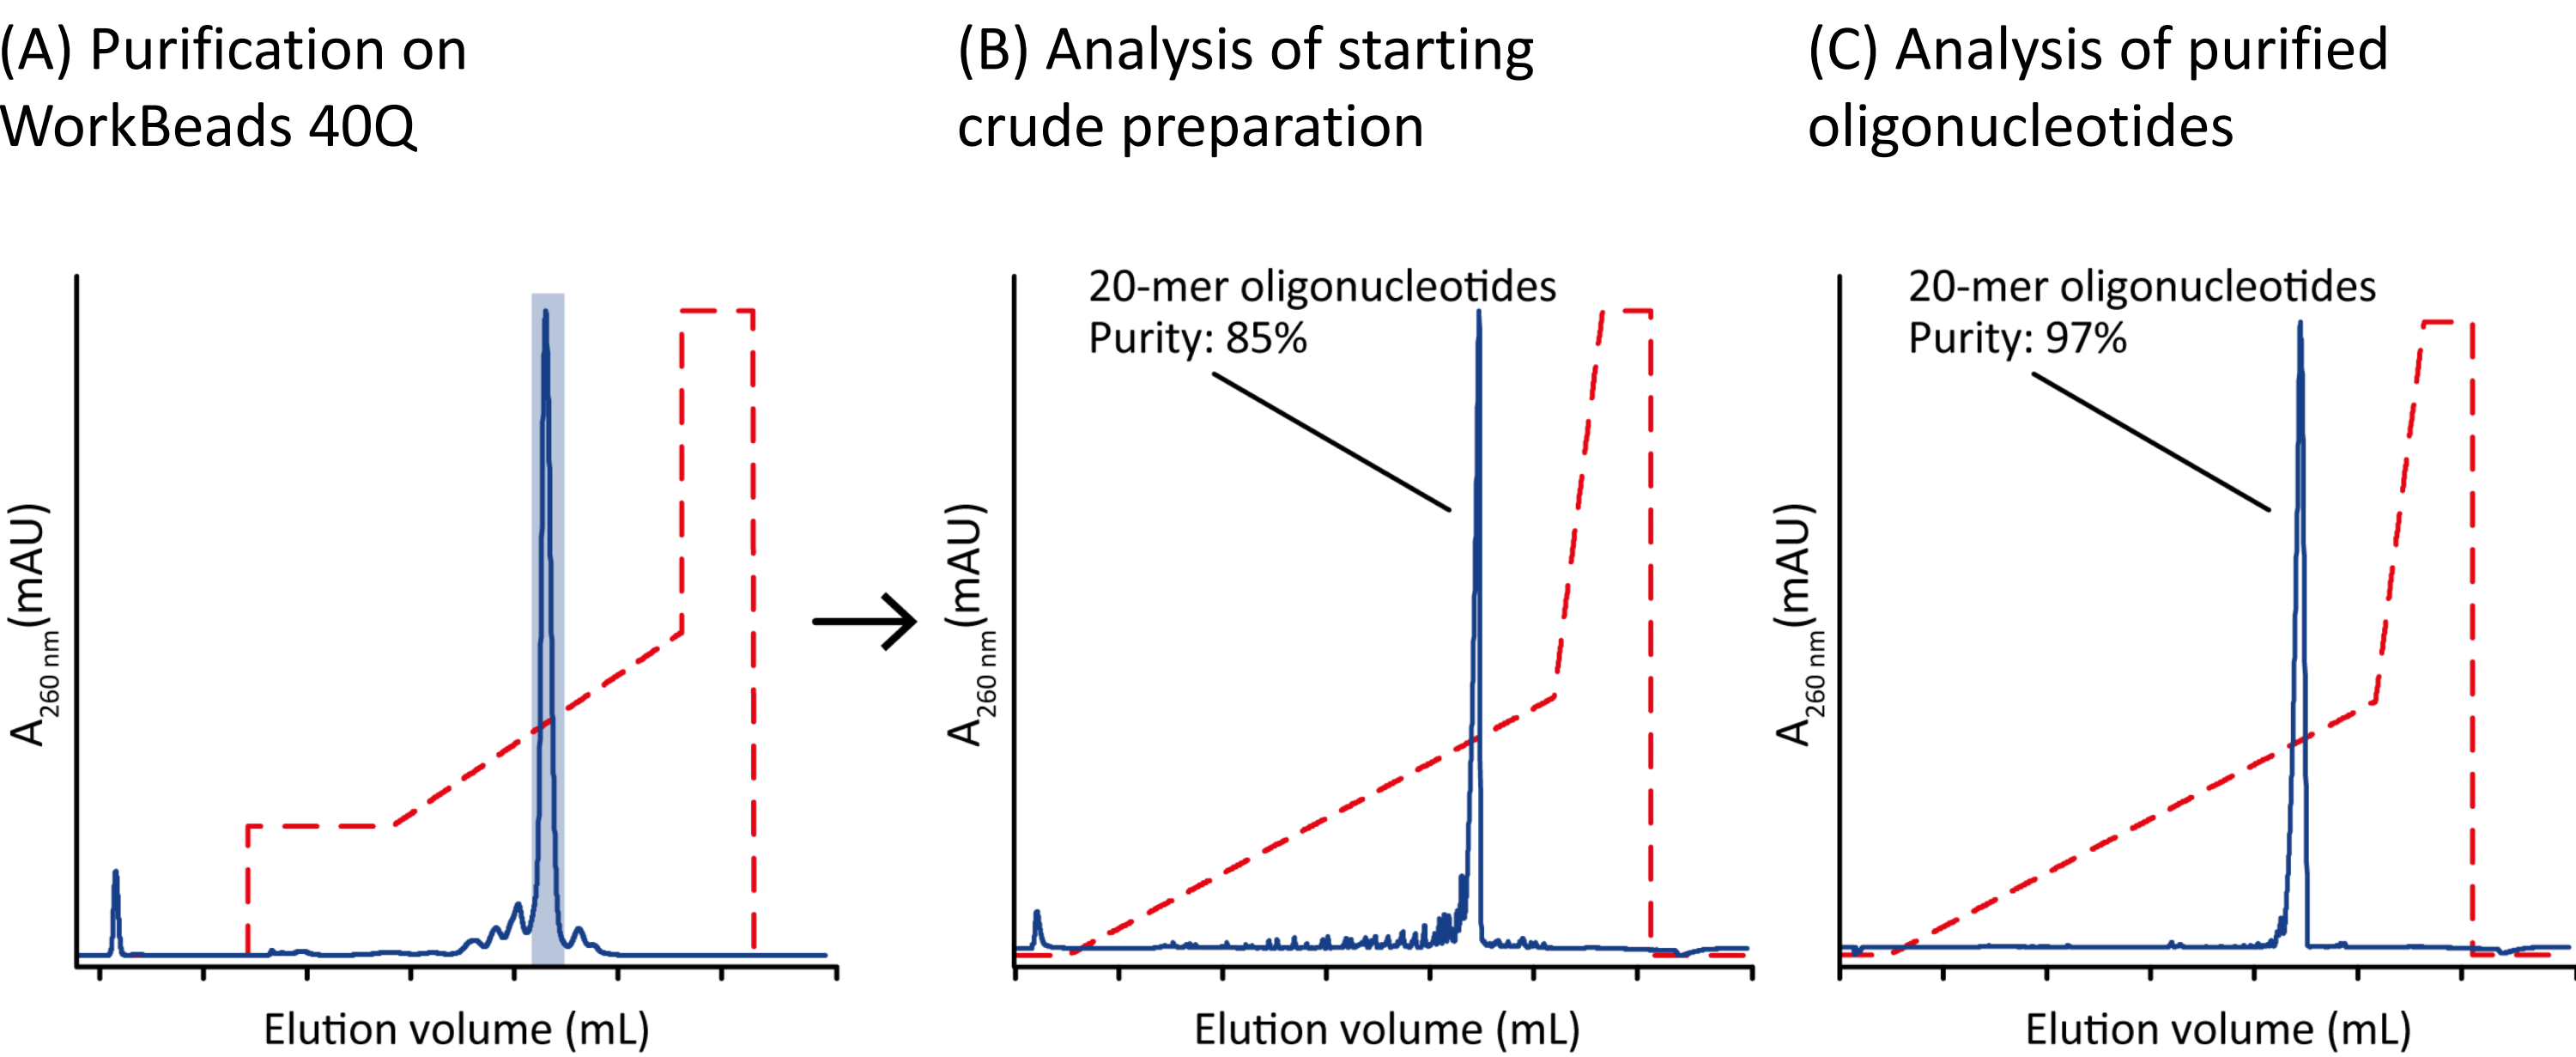 (A) Purification on
WorkBeads 40Q
A260 nm (mAU)
Elution volume (mL)
(B) Analysis of starting
crude preparation
20-mer oligonucleotides
Purity: 85%
A260 nm (mAU)
Elution volume (mL)
(C) Analysis of purified
oligonucleotides
20-mer oligonucleotides
Purity: 97%
A260 nm (mAU)
Elution volume (mL)